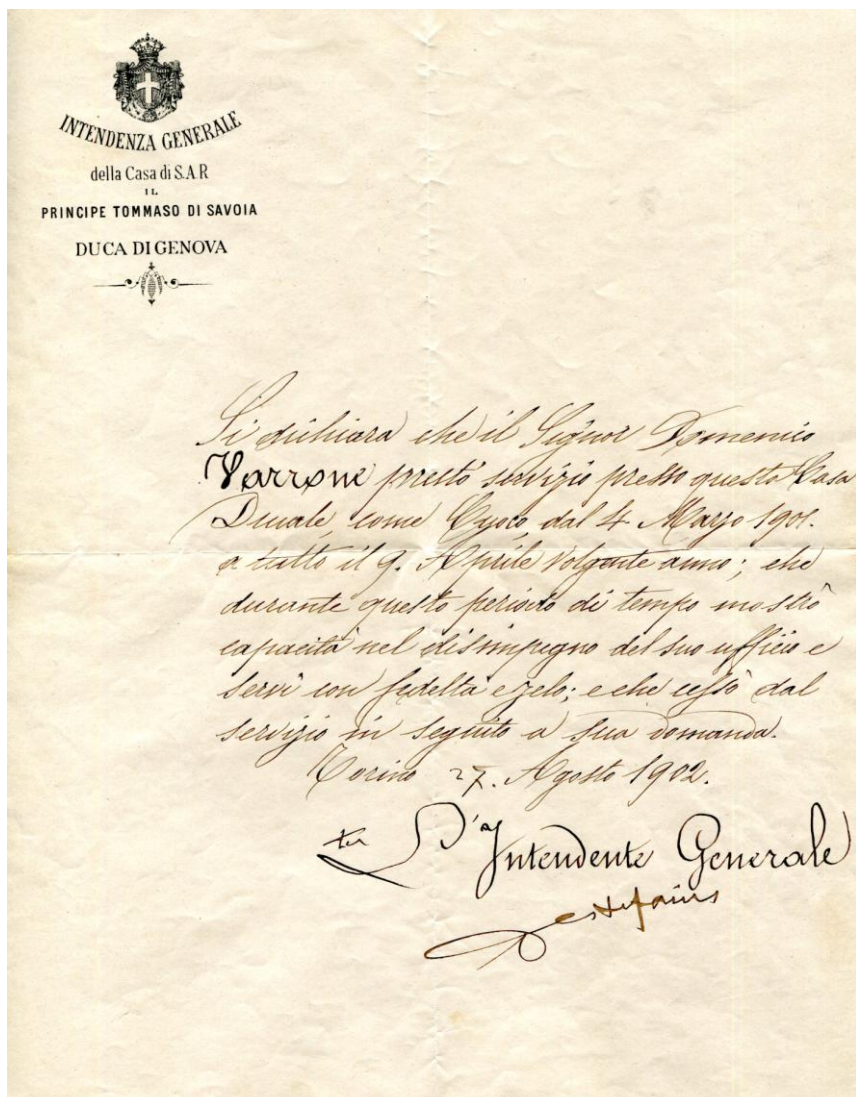 INTENDENZA GENERALE
della Casa di S.A.R
IL
PRINCIPE TOMMASO DI SAVOIA
DUCA DI GENOVA
Si dichiara che il Signor Domenico
Varrone prestò servizio presso questa Casa
Ducale, come Cuoco, dal 4 Marzo 1901.
a tutto il 9. Aprile volgente anno; che
durante questo periodo di tempo mostrò
capacità nel disimpegno del suo ufficio e
servì con fedeltà e zelo; e che cessò dal
servizio in seguito a sua domanda.
Torino 27. Agosto 1902.
L'Intendente Generale